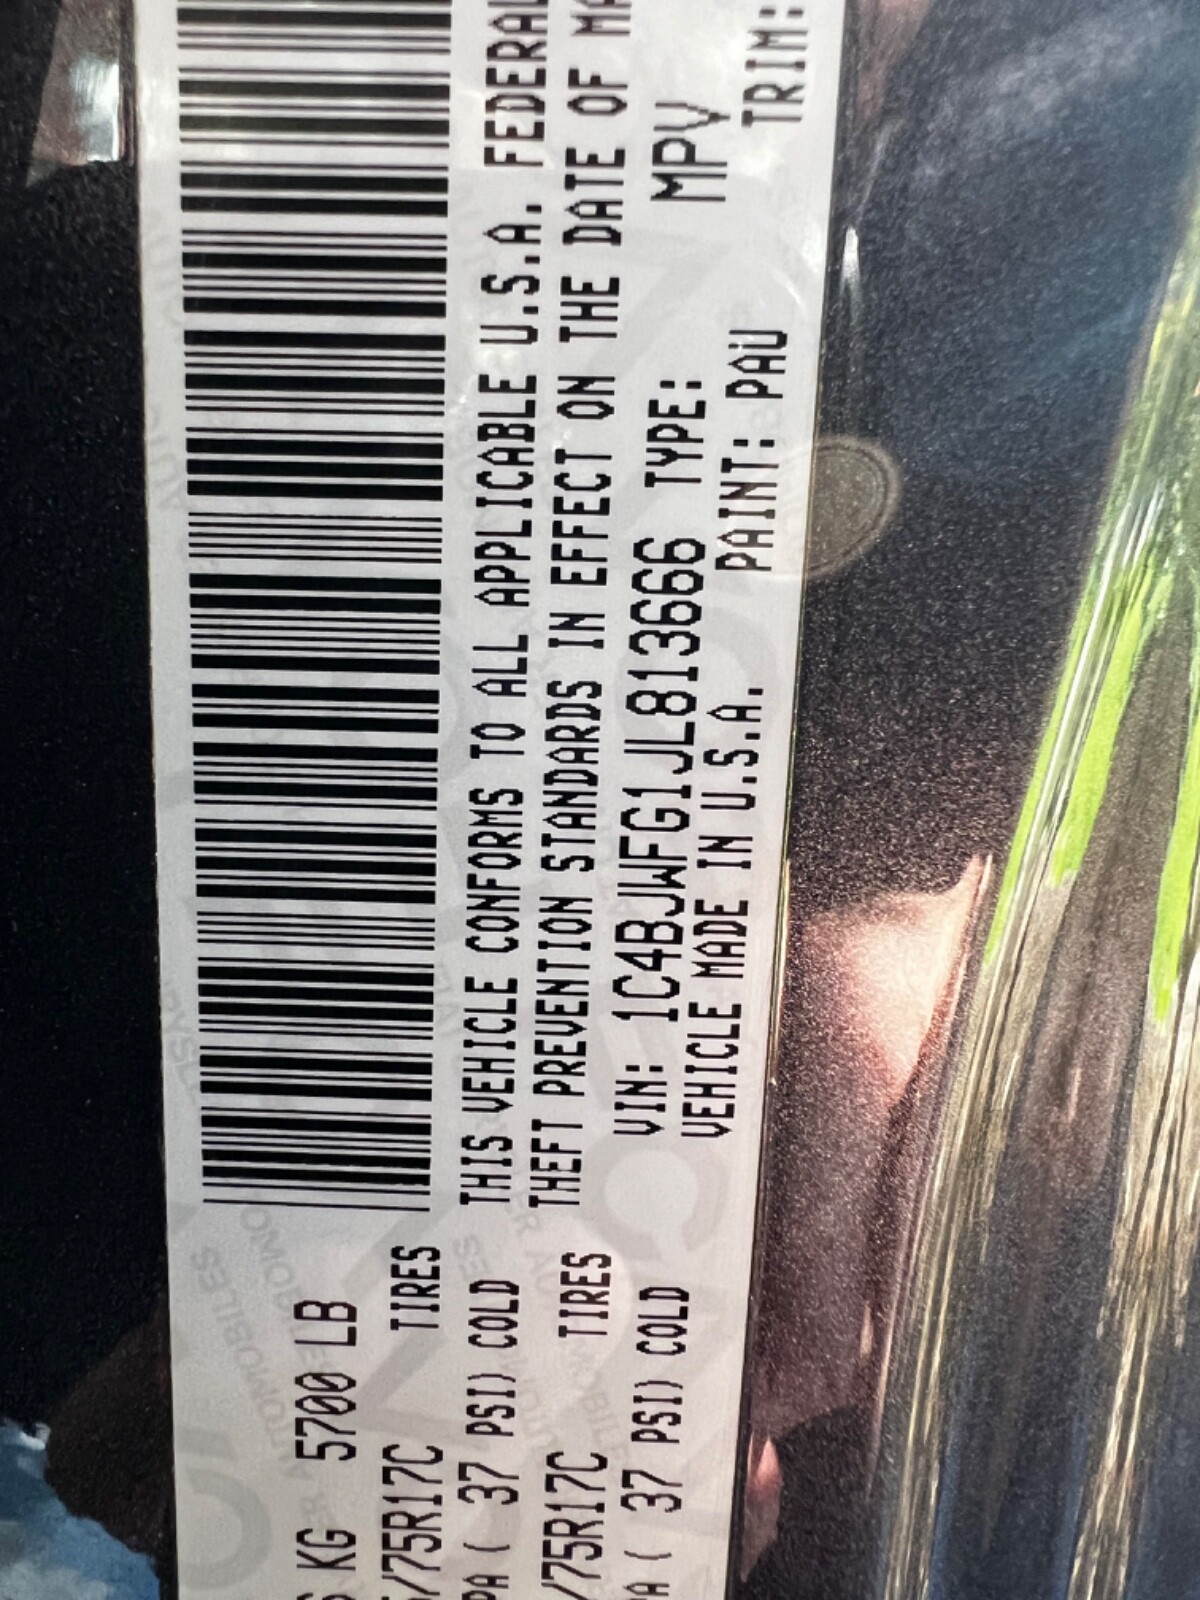 5700 LB
/75R17C TIRES
( 37 PSI) COLD
/75R17C TIRES
( 37 PSI) COLD
THIS VEHICLE CONFORMS TO ALL APPLICABLE U.S.A. FEDERAL
THEFT PREVENTION STANDARDS IN EFFECT ON THE DATE OF
VIN: 1C4BJWFG1JL813666 TYPE: MPV
VEHICLE MADE IN U.S.A. PAINT: PAU TRIM: